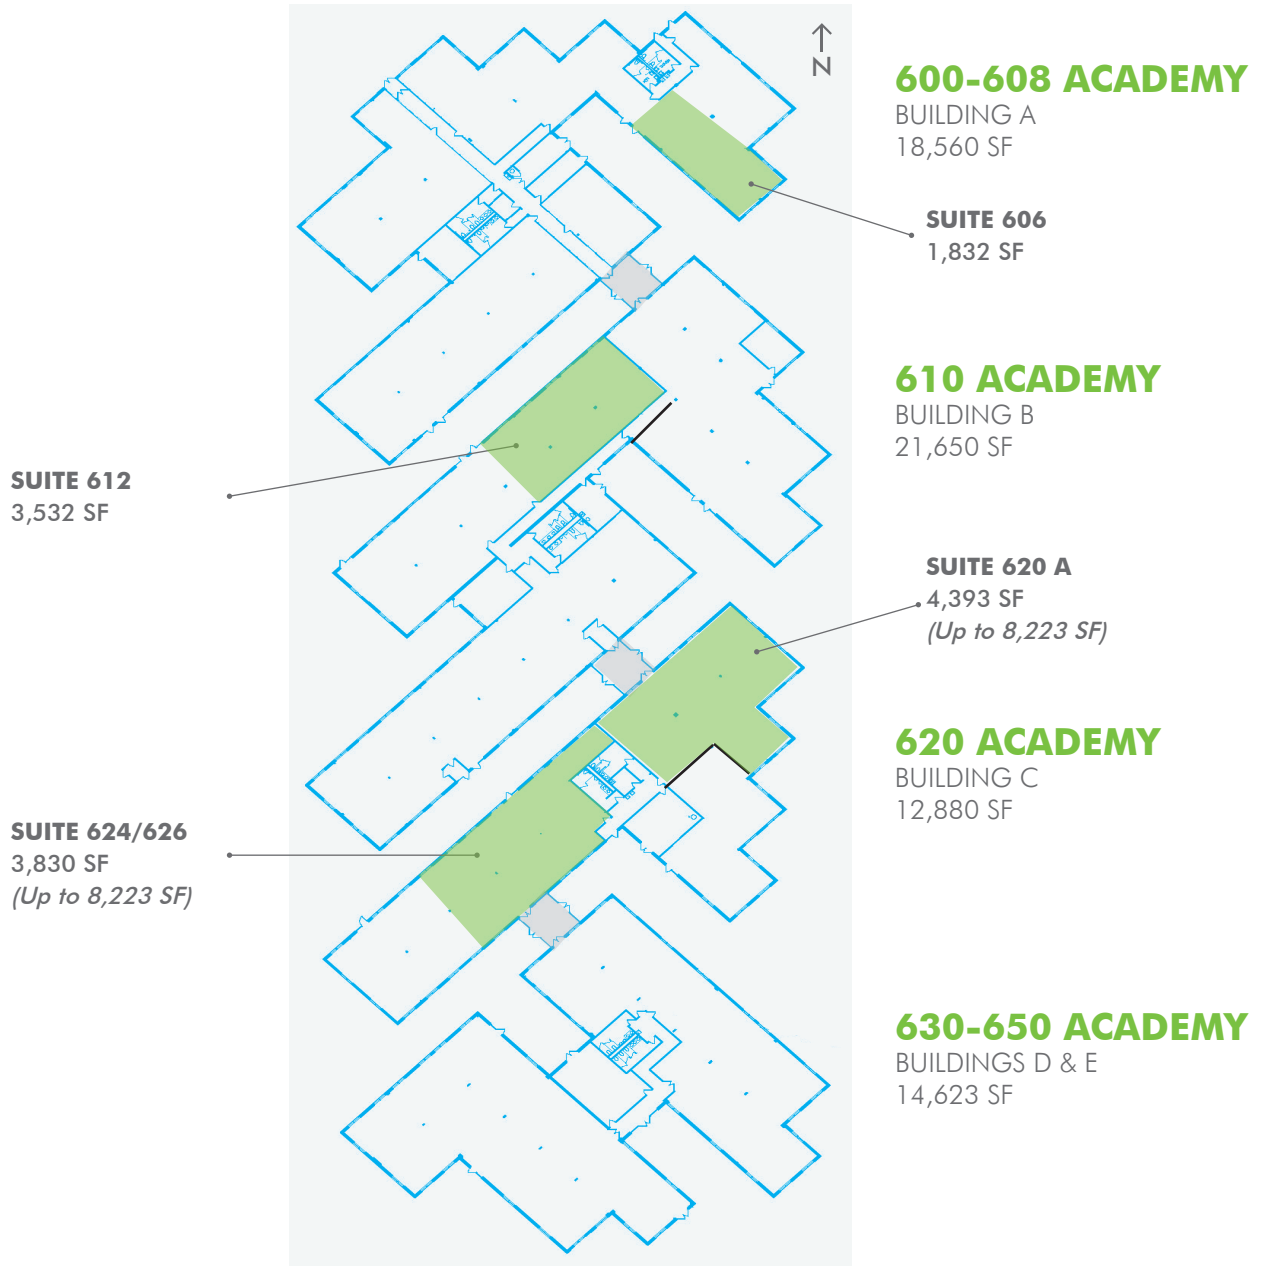 N
600-608 ACADEMY
BUILDING A
18,560 SF
SUITE 606
1,832 SF
610 ACADEMY
BUILDING B
21,650 SF
SUITE 612
3,532 SF
SUITE 620 A
4,393 SF
(Up to 8,223 SF)
620 ACADEMY
BUILDING C
12,880 SF
SUITE 624/626
3,830 SF
(Up to 8,223 SF)
630-650 ACADEMY
BUILDINGS D & E
14,623 SF